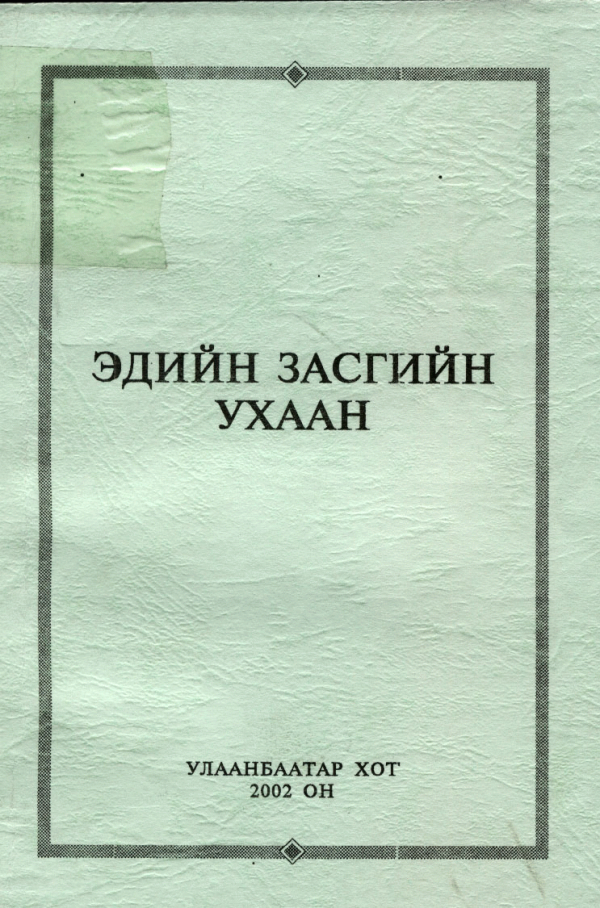 ЭДИЙН ЗАСГИЙН
УХААН
УЛААНБААТАР ХОТ
2002 ОН